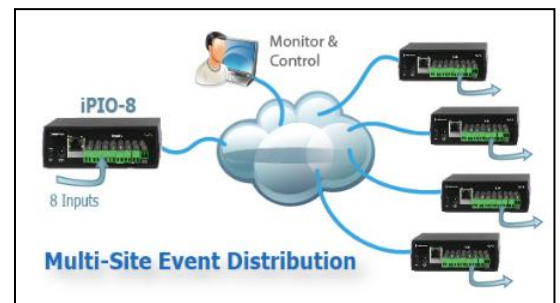 Monitor &
Control
iPIO-8
8 Inputs
Multi-Site Event Distribution